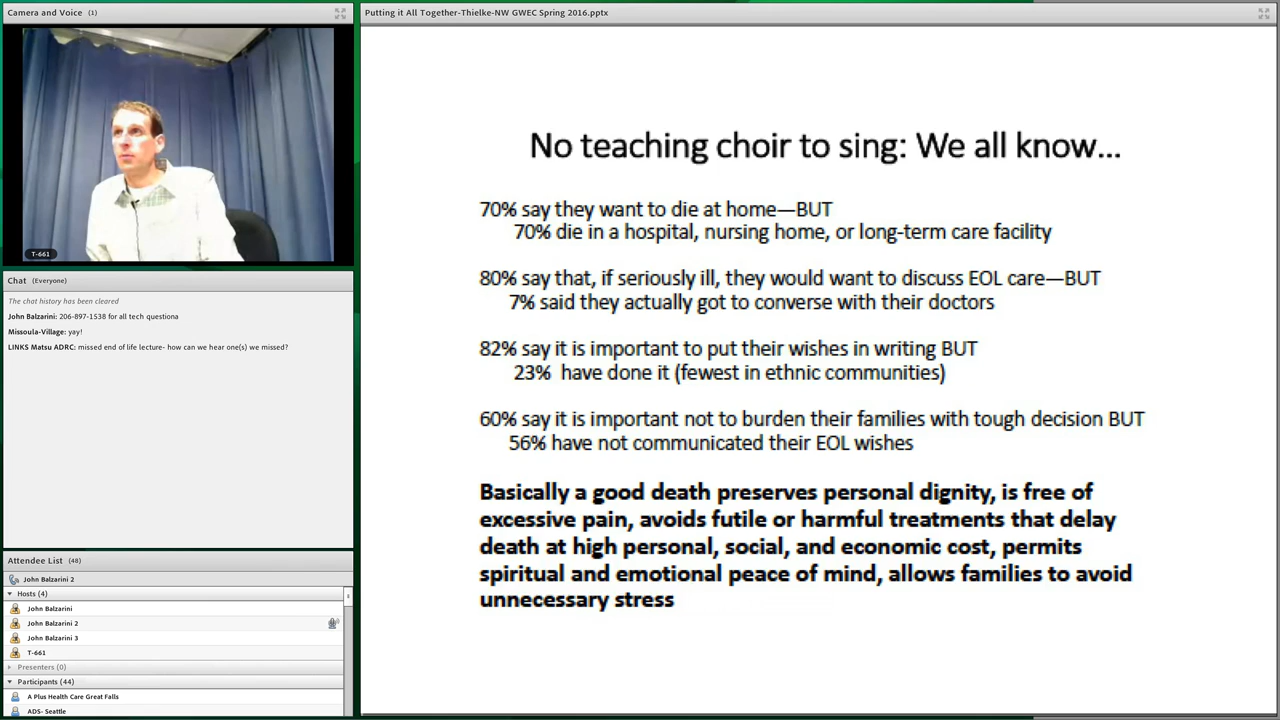 Camera and Voice (1)
T-661
Chat (Everyone)
The chat history has been cleared
John Balzarini: 206-897-1538 for all tech questiona
Missoula-Village: yay!
LINKS Matsu ADRC: missed end of life lecture- how can we hear one(s) we missed?
Attendee List (48)
John Balzarini 2
Hosts (4)
John Balzarini
John Balzarini 2
John Balzarini 3
T-661
Presenters (0)
Participants (44)
A Plus Health Care Great Falls
ADS- Seattle
Putting it All Together-Thielke-NW GWEC Spring 2016.pptx
No teaching choir to sing: We all know...
70% say they want to die at home—BUT
70% die in a hospital, nursing home, or long-term care facility
80% say that, if seriously ill, they would want to discuss EOL care—BUT
7% said they actually got to converse with their doctors
82% say it is important to put their wishes in writing BUT
23% have done it (fewest in ethnic communities)
60% say it is important not to burden their families with tough decision BUT
56% have not communicated their EOL wishes
Basically a good death preserves personal dignity, is free of
excessive pain, avoids futile or harmful treatments that delay
death at high personal, social, and economic cost, permits
spiritual and emotional peace of mind, allows families to avoid
unnecessary stress